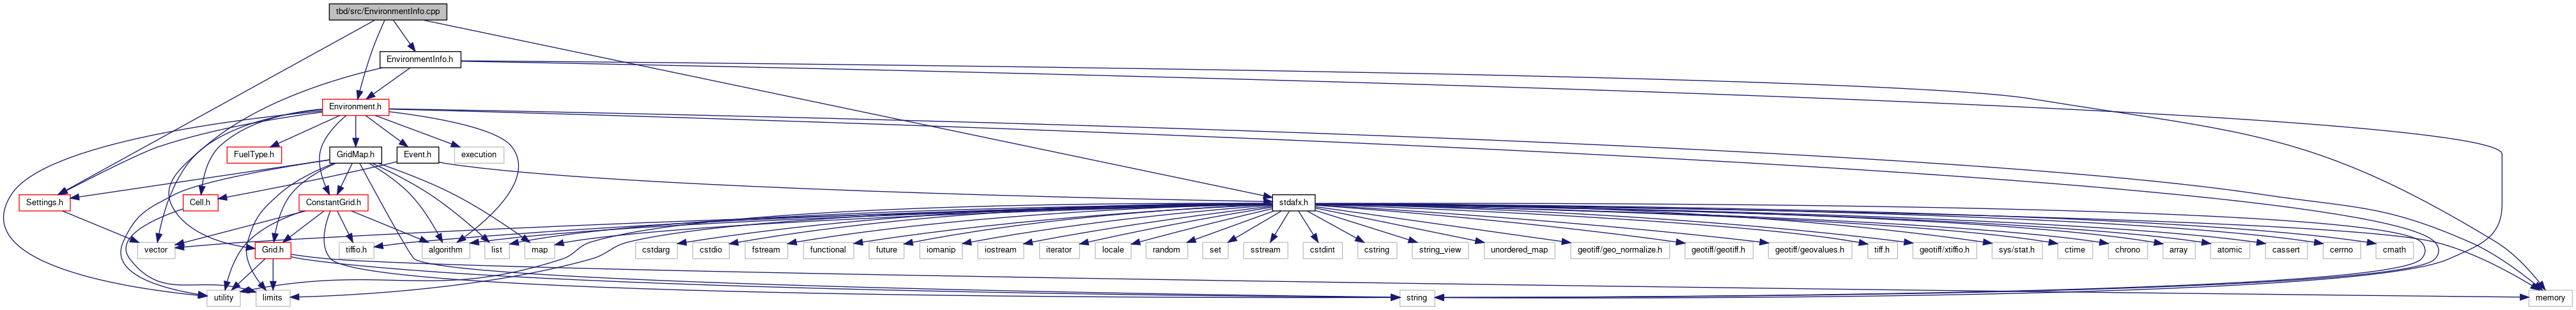 tbd/src/EnvironmentInfo.cpp
EnvironmentInfo.h
Environment.h
FuelType.h
GridMap.h
Event.h
execution
Settings.h
Cell.h
ConstantGrid.h
stdafx.h
vector
Grid.h
tiffio.h
algorithm
list
map
cstdarg
cstdio
fstream
functional
future
iomanip
iostream
iterator
locale
random
set
sstream
cstdint
cstring
string_view
unordered_map
geotiff/geo_normalize.h
geotiff/geotiff.h
geotiff/geovalues.h
tiff.h
geotiff/xtiffio.h
sys/stat.h
ctime
chrono
array
atomic
cassert
cerrno
cmath
utility
limits
string
memory